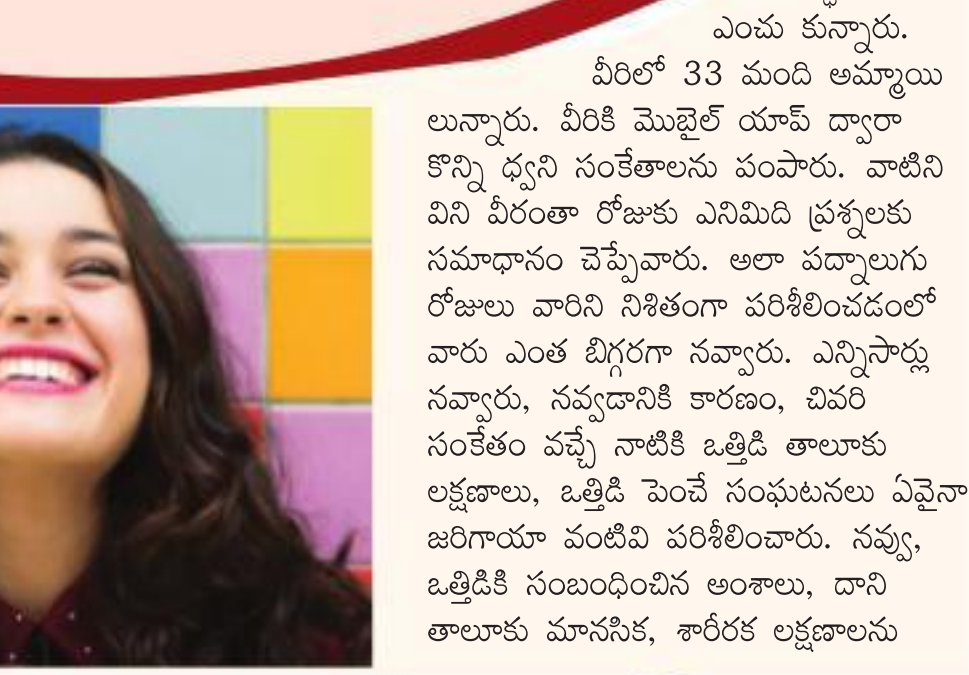 ఎంచు కున్నారు.
వీరిలో 33 మంది అమ్మాయి
లున్నారు. వీరికి మొబైల్ యాప్ ద్వారా
కొన్ని ధ్వని సంకేతాలను పంపారు. వాటిని
విని వీరంతా రోజుకు ఎనిమిది ప్రశ్నలకు
సమాధానం చెప్పేవారు. అలా పద్నాలుగు
రోజులు వారిని నిశితంగా పరిశీలించడంలో
వారు ఎంత బిగ్గరగా నవ్వారు. ఎన్నిసార్లు
నవ్వారు, నవ్వడానికి కారణం, చివరి
సంకేతం వచ్చే నాటికి ఒత్తిడి తాలూకు
లక్షణాలు, ఒత్తిడి పెంచే సంఘటనలు ఏవైనా
జరిగాయా వంటివి పరిశీలించారు. నవ్వు,
ఒత్తిడికి సంబంధించిన అంశాలు, దాని
తాలూకు మానసిక, శారీరక లక్షణాలను